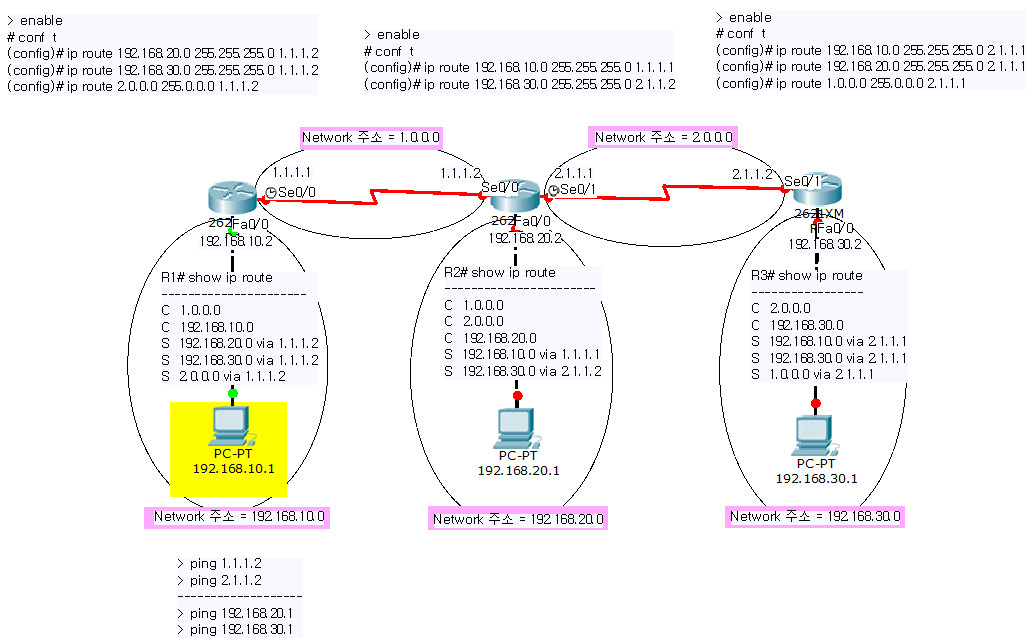 > enable
# conf t
(config)# ip route 192.168.20.0 255.255.255.0 1.1.1.2
(config)# ip route 192.168.30.0 255.255.255.0 1.1.1.2
(config)# ip route 2.0.0.0 255.0.0.0 1.1.1.2
> enable
# conf t
(config)# ip route 192.168.10.0 255.255.255.0 1.1.1.1
(config)# ip route 192.168.30.0 255.255.255.0 2.1.1.2
> enable
# conf t
(config)# ip route 192.168.10.0 255.255.255.0 2.1.1.1
(config)# ip route 192.168.20.0 255.255.255.0 2.1.1.1
(config)# ip route 1.0.0.0 255.0.0.0 2.1.1.1
Network 주소 = 1.0.0.0
Network 주소 = 2.0.0.0
1.1.1.1
Se0/0
1.1.1.2
Se0/0
2.1.1.1
Se0/1
2.1.1.2
Se0/1
262 Fa0/0
192.168.10.2
262 Fa0/0
192.168.20.2
2621XM
Fa0/0
192.168.30.2
R1# show ip route
----------------------
C 1.0.0.0
C 192.168.10.0
S 192.168.20.0 via 1.1.1.2
S 192.168.30.0 via 1.1.1.2
S 2.0.0.0 via 1.1.1.2
R2# show ip route
-----------------------
C 1.0.0.0
C 2.0.0.0
C 192.168.20.0
S 192.168.10.0 via 1.1.1.1
S 192.168.30.0 via 2.1.1.2
R3# show ip route
-----------------
C 2.0.0.0
C 192.168.30.0
S 192.168.10.0 via 2.1.1.1
S 192.168.30.0 via 2.1.1.1
S 1.0.0.0 via 2.1.1.1
PC-PT
192.168.10.1
PC-PT
192.168.20.1
PC-PT
192.168.30.1
Network 주소 = 192.168.10.0
Network 주소 = 192.168.20.0
Network 주소 = 192.168.30.0
> ping 1.1.1.2
> ping 2.1.1.2
-------------------
> ping 192.168.20.1
> ping 192.168.30.1